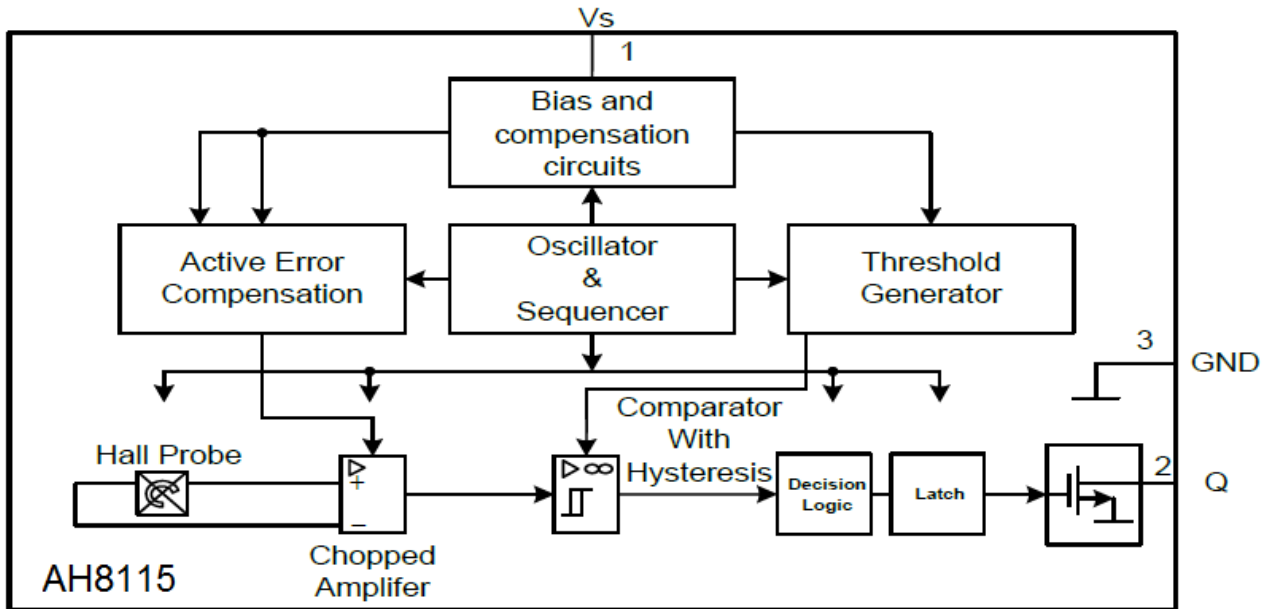 Vs
1
Bias and
compensation
circuits
Active Error
Compensation
Oscillator
&
Sequencer
Threshold
Generator
3
GND
Comparator
With
Hysteresis
Hall Probe
+
−
∞
Decision
Logic
Latch
2
Q
Chopped
Amplifer
AH8115